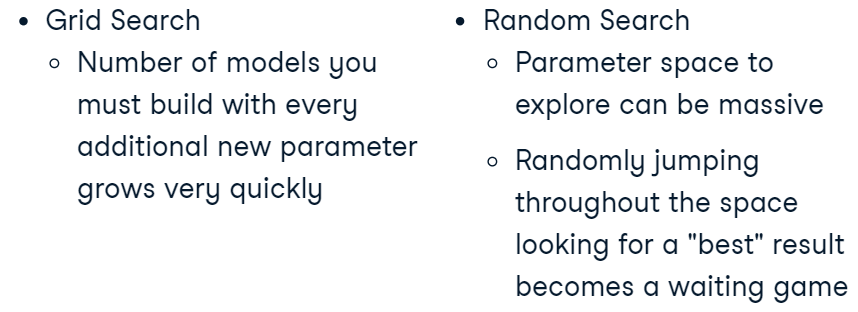 • Grid Search
◦ Number of models you
must build with every
additional new parameter
grows very quickly
• Random Search
◦ Parameter space to
explore can be massive
◦ Randomly jumping
throughout the space
looking for a "best" result
becomes a waiting game